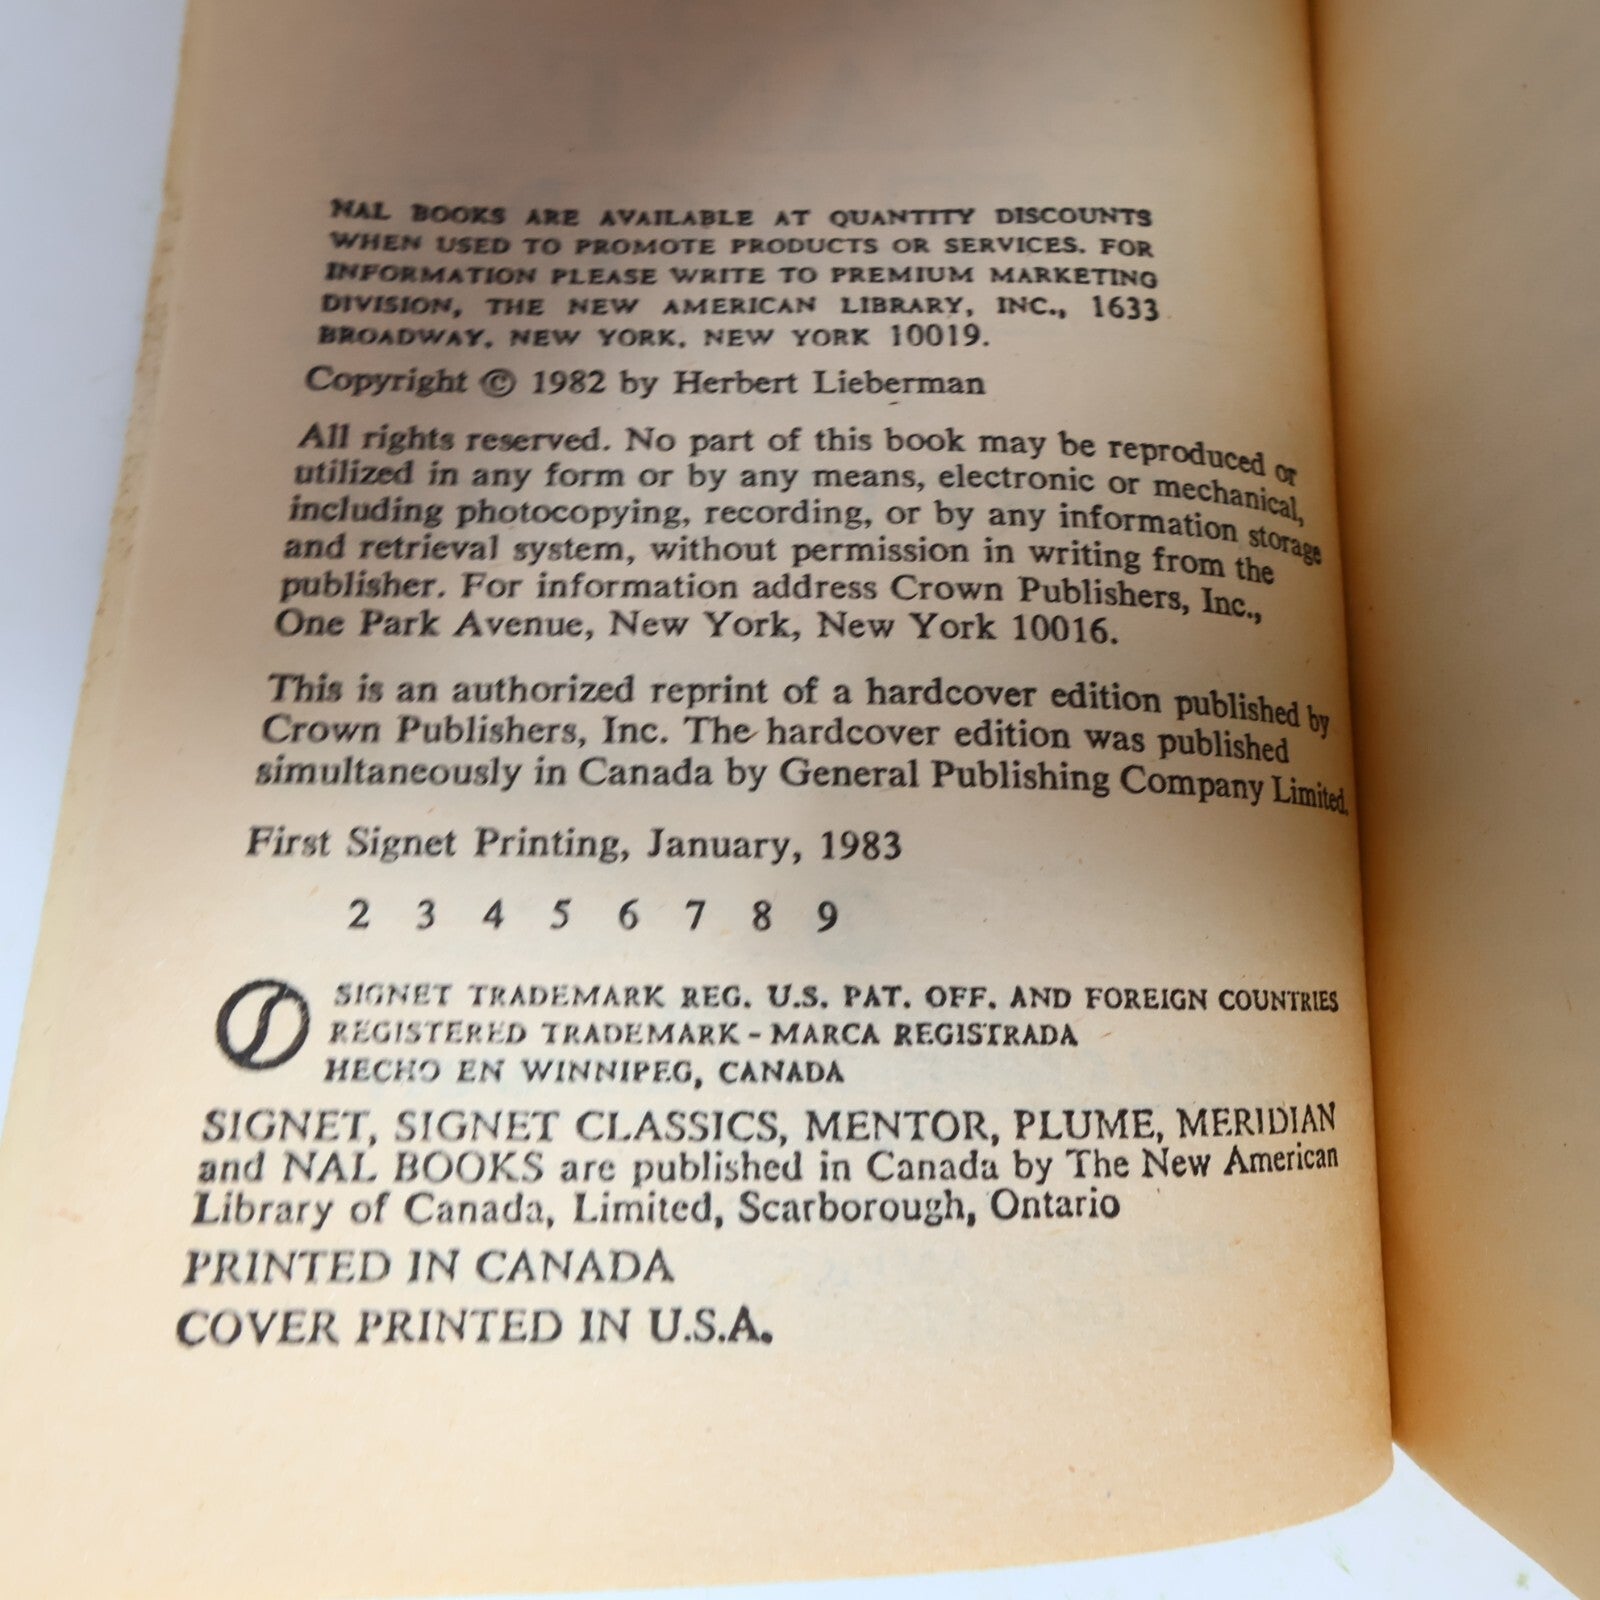 NAL BOOKS ARE AVAILABLE AT QUANTITY DISCOUNTS
WHEN USED TO PROMOTE PRODUCTS OR SERVICES. FOR
INFORMATION PLEASE WRITE TO PREMIUM MARKETING
DIVISION, THE NEW AMERICAN LIBRARY, INC., 1633
BROADWAY, NEW YORK, NEW YORK 10019.
Copyright © 1982 by Herbert Lieberman
All rights reserved. No part of this book may be reproduced or
utilized in any form or by any means, electronic or mechanical,
including photocopying, recording, or by any information storage
and retrieval system, without permission in writing from the
publisher. For information address Crown Publishers, Inc.,
One Park Avenue, New York, New York 10016.
This is an authorized reprint of a hardcover edition published by
Crown Publishers, Inc. The hardcover edition was published
simultaneously in Canada by General Publishing Company Limited.
First Signet Printing, January, 1983
2 3 4 5 6 7 8 9
SIGNET TRADEMARK REG. U.S. PAT. OFF. AND FOREIGN COUNTRIES
REGISTERED TRADEMARK - MARCA REGISTRADA
HECHO EN WINNIPEG, CANADA
SIGNET, SIGNET CLASSICS, MENTOR, PLUME, MERIDIAN
and NAL BOOKS are published in Canada by The New American
Library of Canada, Limited, Scarborough, Ontario
PRINTED IN CANADA
COVER PRINTED IN U.S.A.